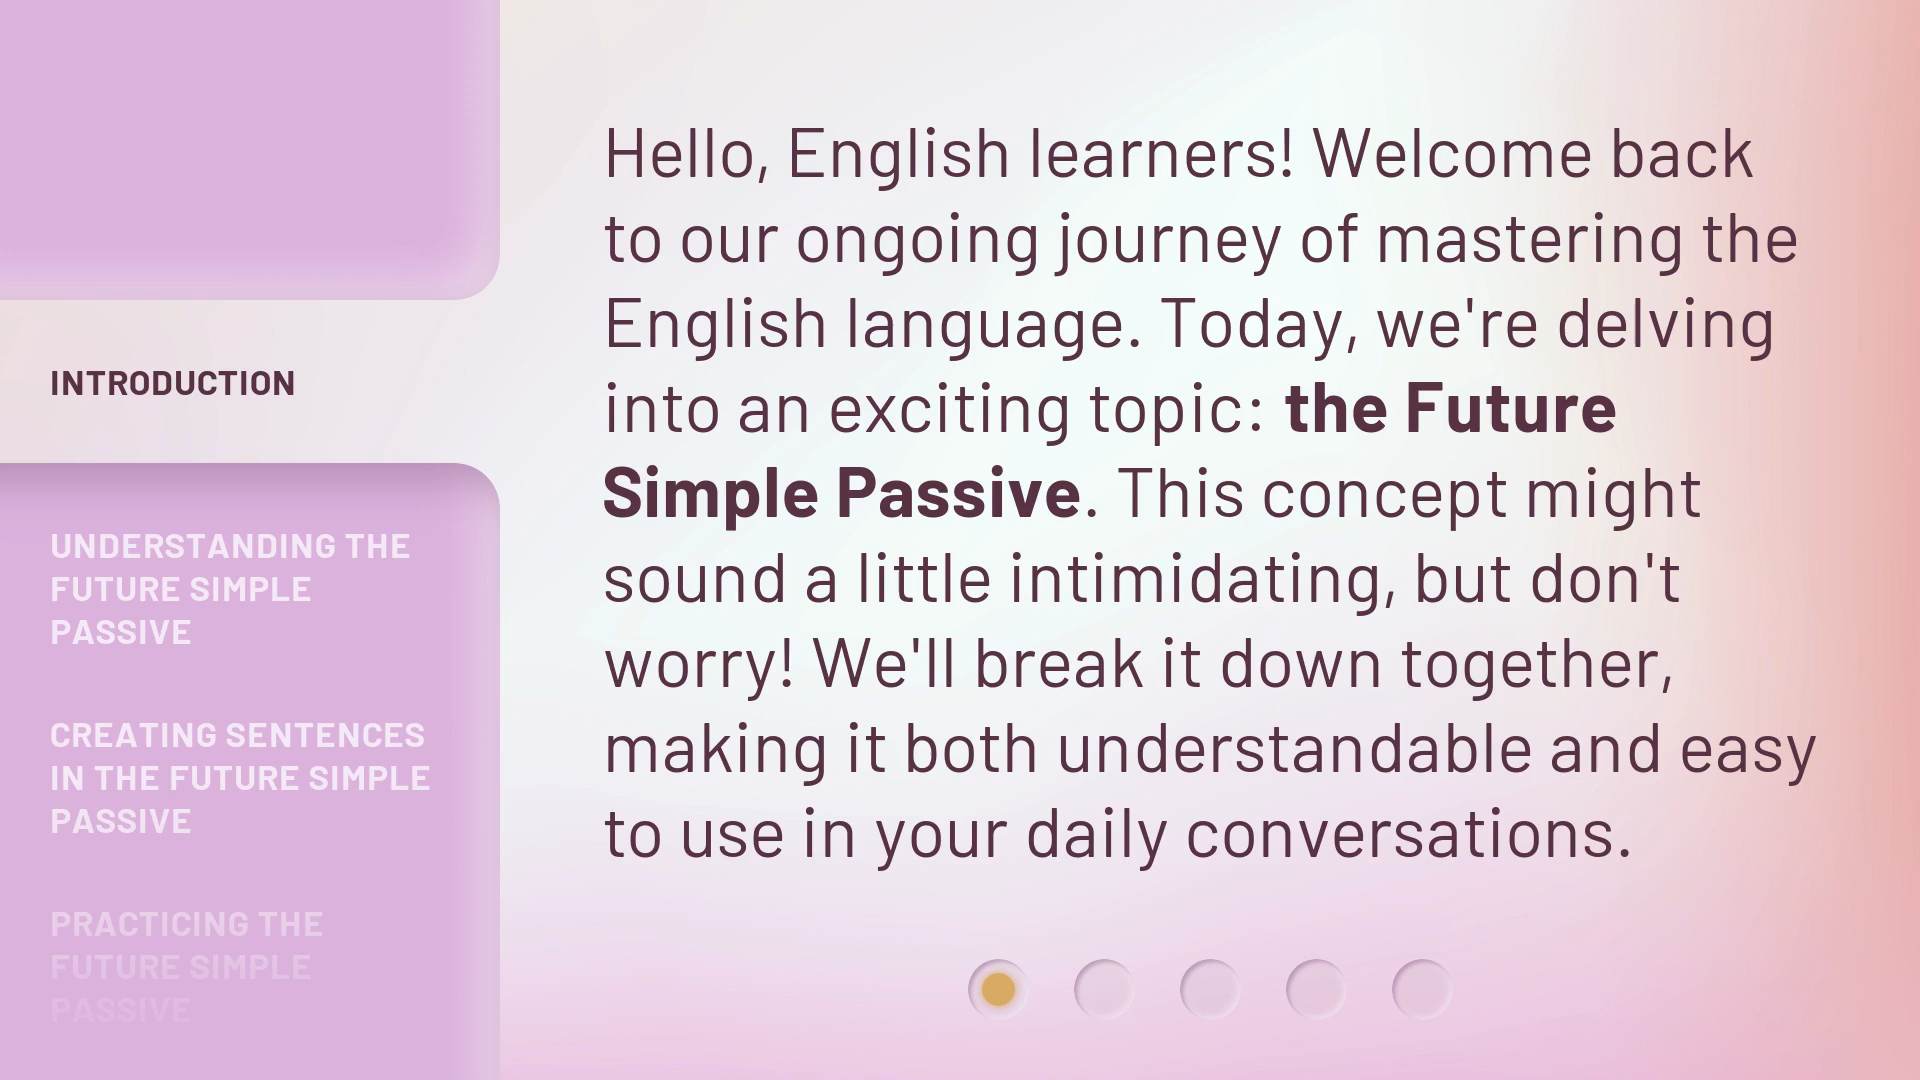 INTRODUCTION
UNDERSTANDING THE
FUTURE SIMPLE
PASSIVE
CREATING SENTENCES
IN THE FUTURE SIMPLE
PASSIVE
PRACTICING THE
FUTURE SIMPLE
PASSIVE
Hello, English learners! Welcome back
to our ongoing journey of mastering the
English language. Today, we're delving
into an exciting topic: the Future
Simple Passive. This concept might
sound a little intimidating, but don't
worry! We'll break it down together,
making it both understandable and easy
to use in your daily conversations.